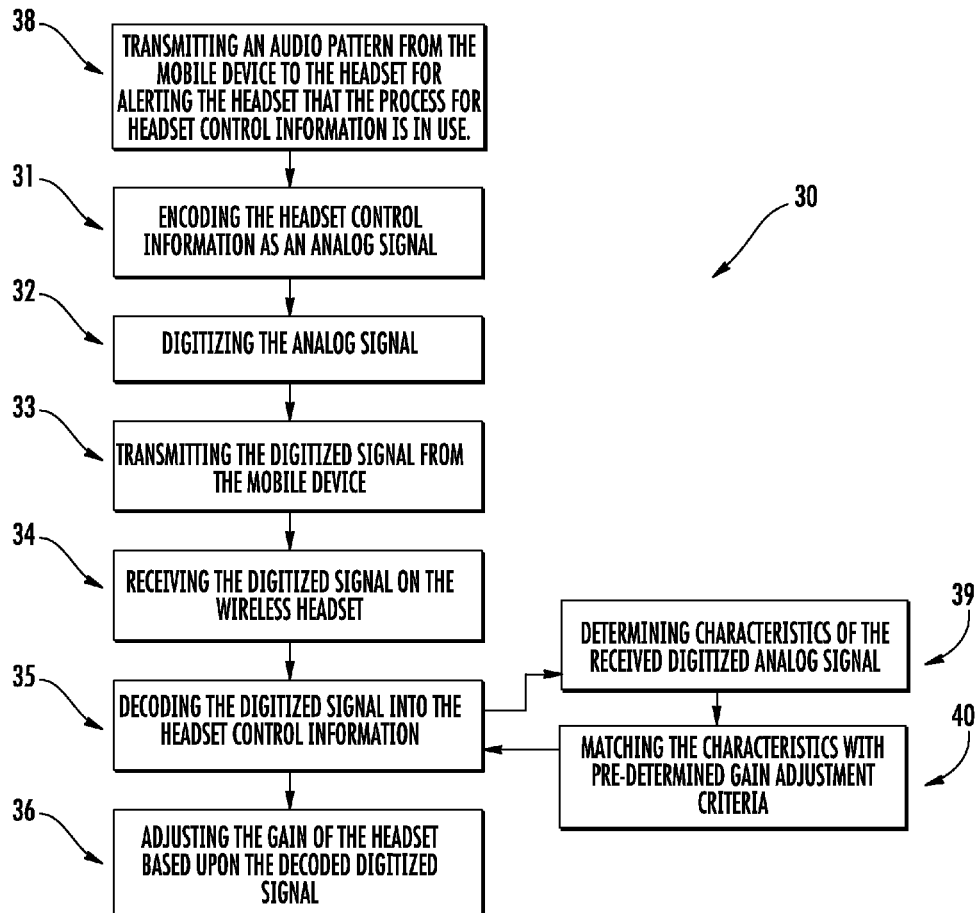 38
TRANSMITTING AN AUDIO PATTERN FROM THE
MOBILE DEVICE TO THE HEADSET FOR
ALERTING THE HEADSET THAT THE PROCESS FOR
HEADSET CONTROL INFORMATION IS IN USE.
31
ENCODING THE HEADSET CONTROL
INFORMATION AS AN ANALOG SIGNAL
30
32
DIGITIZING THE ANALOG SIGNAL
33
TRANSMITTING THE DIGITIZED SIGNAL FROM
THE MOBILE DEVICE
34
RECEIVING THE DIGITIZED SIGNAL ON THE
WIRELESS HEADSET
35
DECODING THE DIGITIZED SIGNAL INTO THE
HEADSET CONTROL INFORMATION
39
DETERMINING CHARACTERISTICS OF THE
RECEIVED DIGITIZED ANALOG SIGNAL
40
MATCHING THE CHARACTERISTICS WITH
PRE-DETERMINED GAIN ADJUSTMENT
CRITERIA
36
ADJUSTING THE GAIN OF THE HEADSET
BASED UPON THE DECODED DIGITIZED
SIGNAL